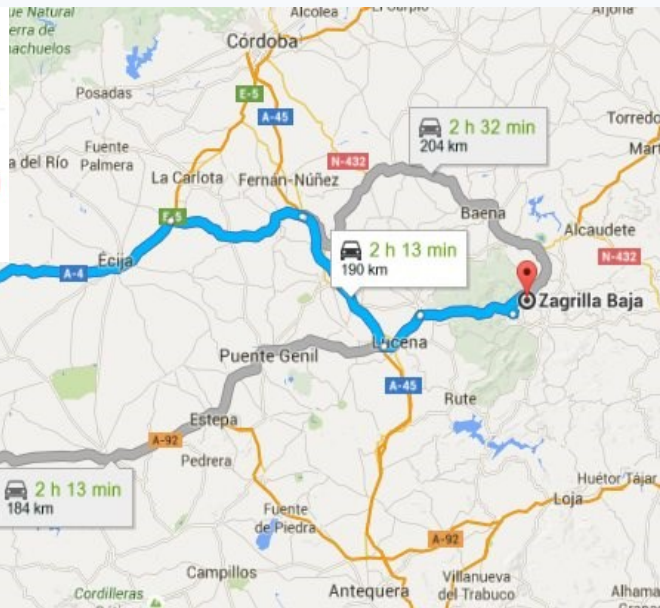 ue Natural
erra de
nachuelos
Alcolea
El Carpio
Arjona
Córdoba
Posadas
E-5
A-45
2 h 32 min
204 km
Torredo
Mart
a del Río
Fuente
Palmera
N-432
La Carlota
Fernán-Núñez
Baena
E-5
Alcaudete
Écija
A-4
2 h 13 min
190 km
N-432
Zagrilla Baja
Puente Genil
Lucena
A-45
Rute
Estepa
A-92
Pedrera
2 h 13 min
184 km
Huétor Tájar
Loja
Fuente
de Piedra
A-92
Campillos
Villanueva
del Trabuco
Cordilleras
Antequera
Alhama